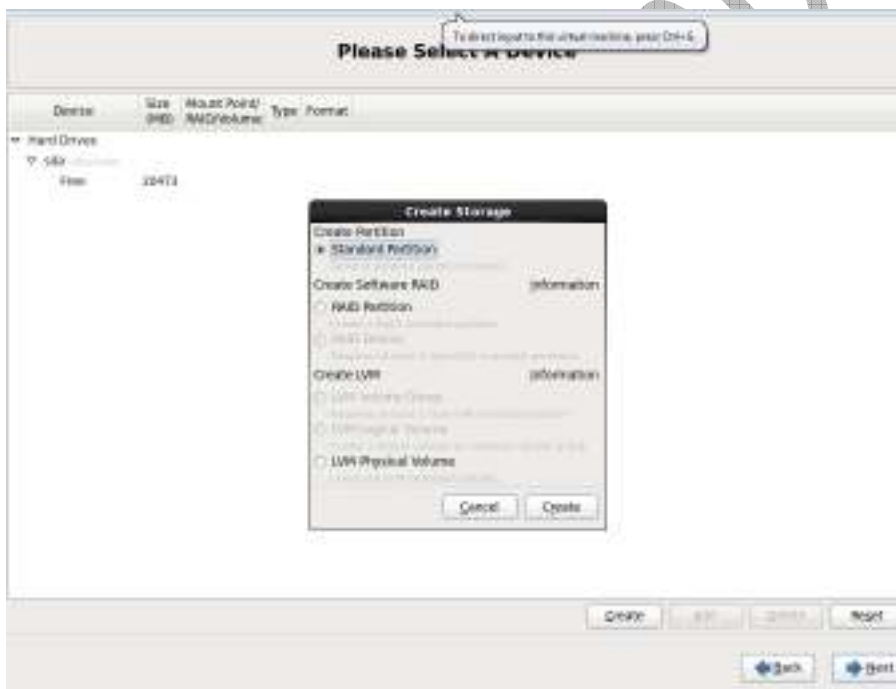 To direct input to this virtual machine, press Ctrl+G.
Please Select A Device
Device
Size (MB)
Mount Point/ RAID/Volume
Type
Format
Hard Drives
sda
Free
20473
Create Storage
Create Partition
Standard Partition
Create Software RAID
Information
RAID Partition
RAID Device
Create LVM
Information
LVM Volume Group
LVM Logical Volume
LVM Physical Volume
Cancel
Create
Create
Edit
Delete
Reset
Back
Next